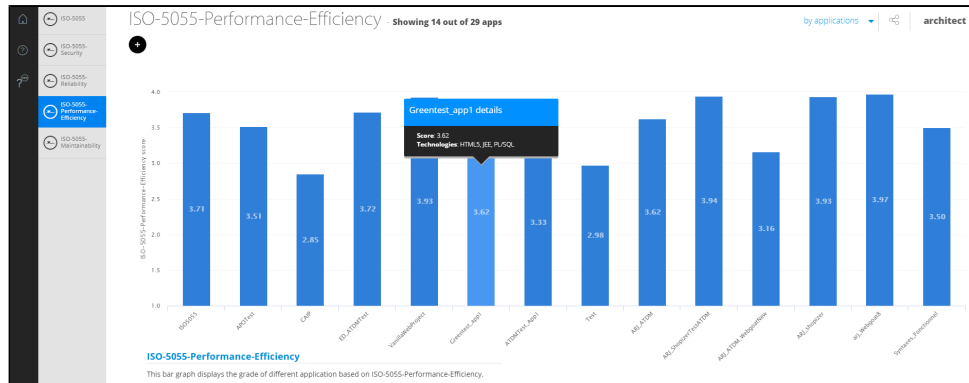 ISO-5055-Performance-Efficiency - Showing 14 out of 29 apps
by applications
architect
ISO-5055
ISO-5055-
Security
ISO-5055-
Reliability
ISO-5055-
Performance-
Efficiency
ISO-5055-
Maintainability
ISO-5055-Performance-Efficiency score
4.0
3.5
3.0
2.5
2.0
1.5
1.0
Greentest_app1 details
Score: 3.62
Technologies: HTML5, JEE, PL/SQL
3.71
3.51
2.85
3.72
3.93
3.62
3.33
2.98
3.62
3.94
3.16
3.93
3.97
3.50
ISO5055
CAIP
ED_ATDMTest
VanillaWebProject
Greentest_App1
ATDMTest_App1
Test
ARJ_ATDM
ARJ_ShopizerTestATDM
ARJ_ATDM_WebgoatNew
ARJ_shopizer
arj_Webgoat8
Syntaxes_Fonctionnel
ISO-5055-Performance-Efficiency
This bar graph displays the grade of different application based on ISO-5055-Performance-Efficiency.